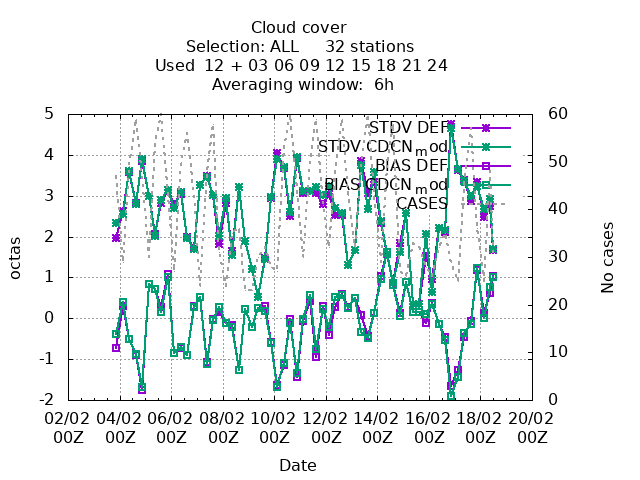 Cloud cover
Selection: ALL 32 stations
Used 12 + 03 06 09 12 15 18 21 24
Averaging window: 6h
5 60
STDV DEF
4 50
STDV CDCN_mod
BIAS DEF
BIAS CDCN_mod
3 40
CASES
2 30
octas
No cases
1
0 20
-1 10
-2 0
02/02 04/02 06/02 08/02 10/02 12/02 14/02 16/02 18/02 20/02
00Z 00Z 00Z 00Z 00Z 00Z 00Z 00Z 00Z 00Z
Date